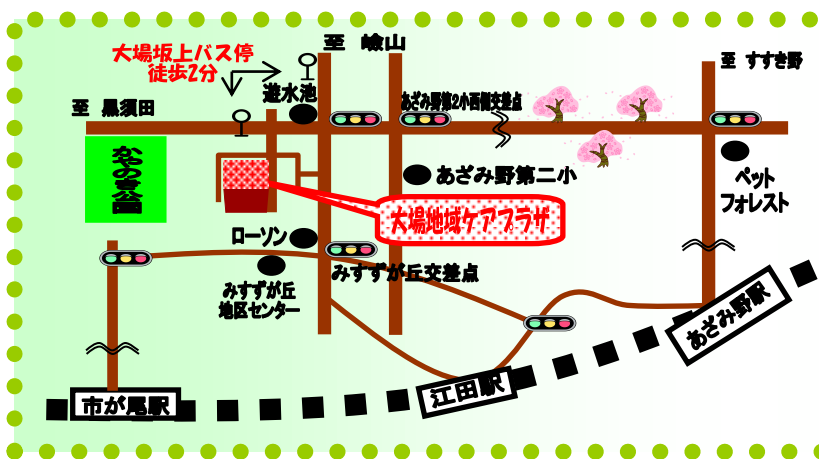 至 嶮山
大場坂上バス停
徒歩2分
至 すすき野
遊水池
あざみ野第2小西側交差点
至 黒須田
かやのき公園
あざみ野第二小
ペット
フォレスト
大場地域ケアプラザ
ローソン
みすずが丘交差点
みすずが丘
地区センター
あざみ野駅
江田駅
市が尾駅